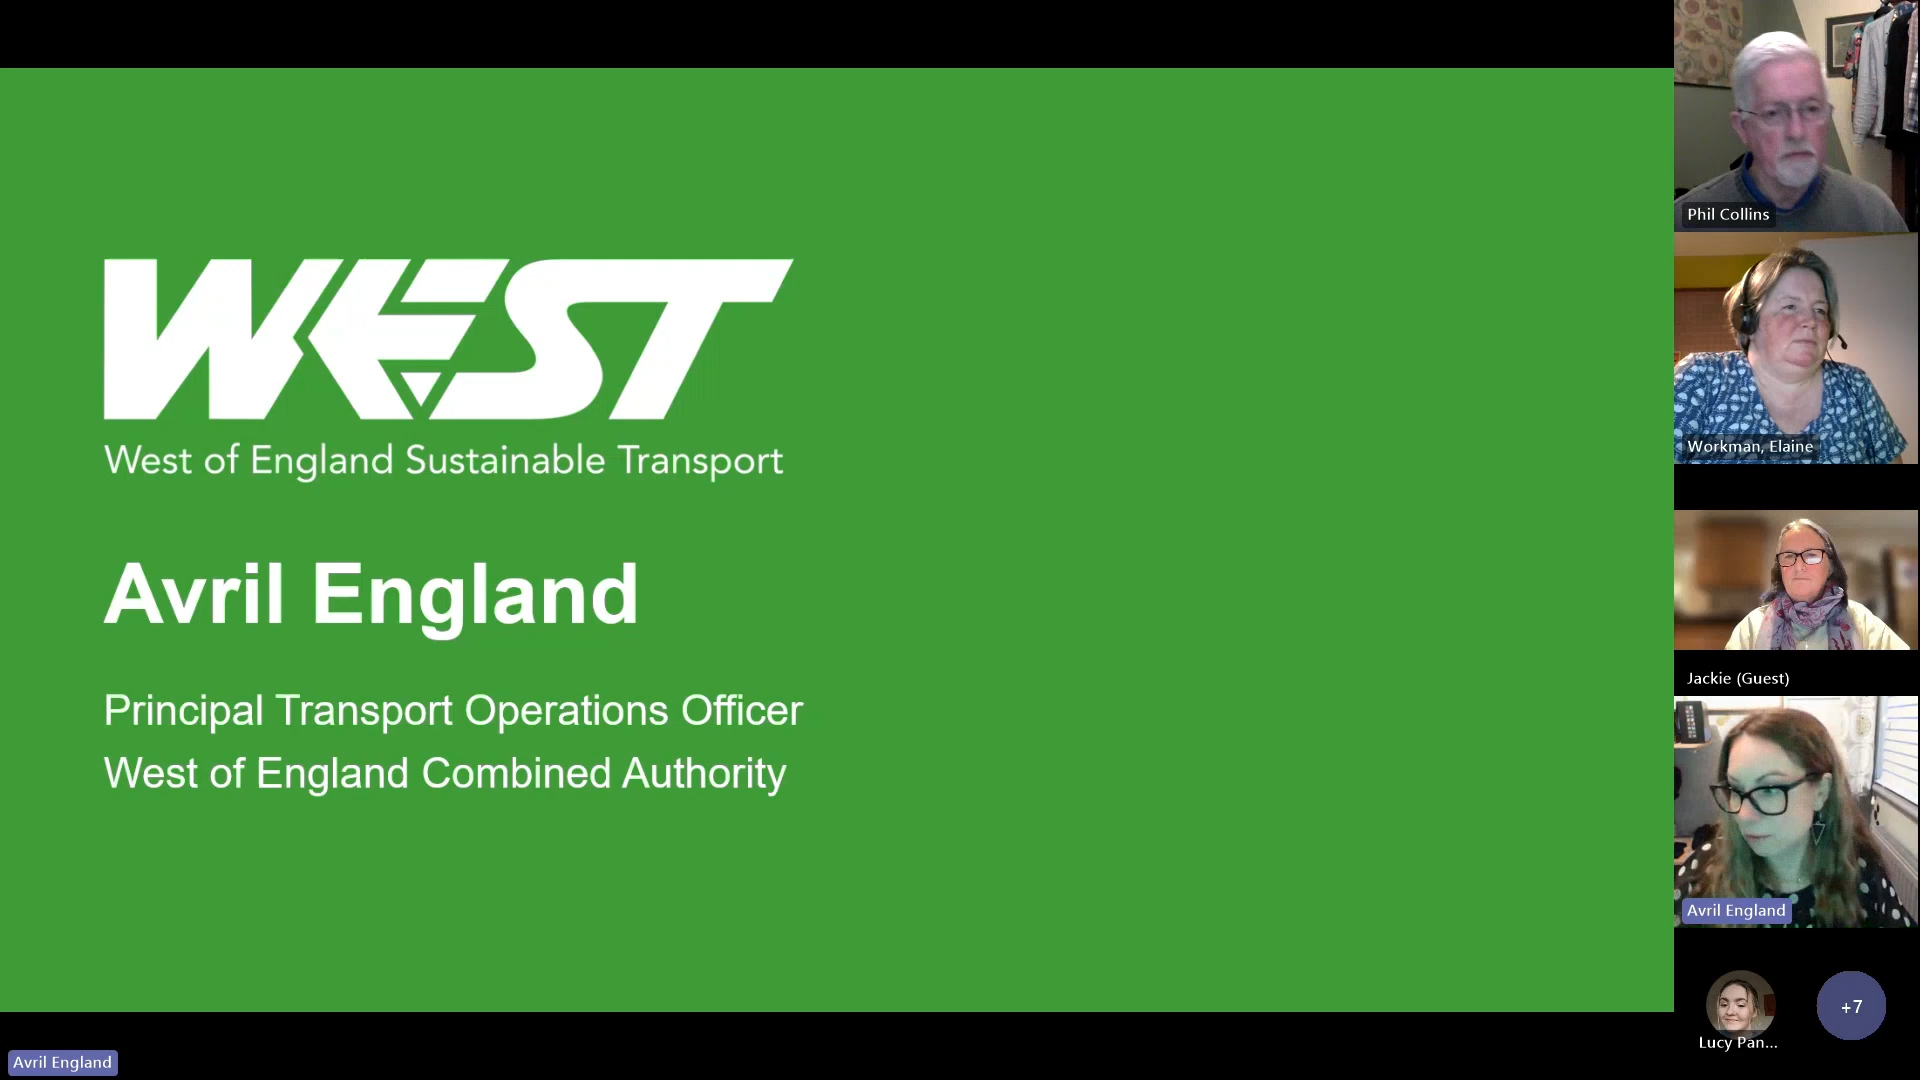 WEST
West of England Sustainable Transport
Avril England
Principal Transport Operations Officer
West of England Combined Authority
Phil Collins
Workman, Elaine
Jackie (Guest)
Avril England
Lucy Pan...
+7
Avril England